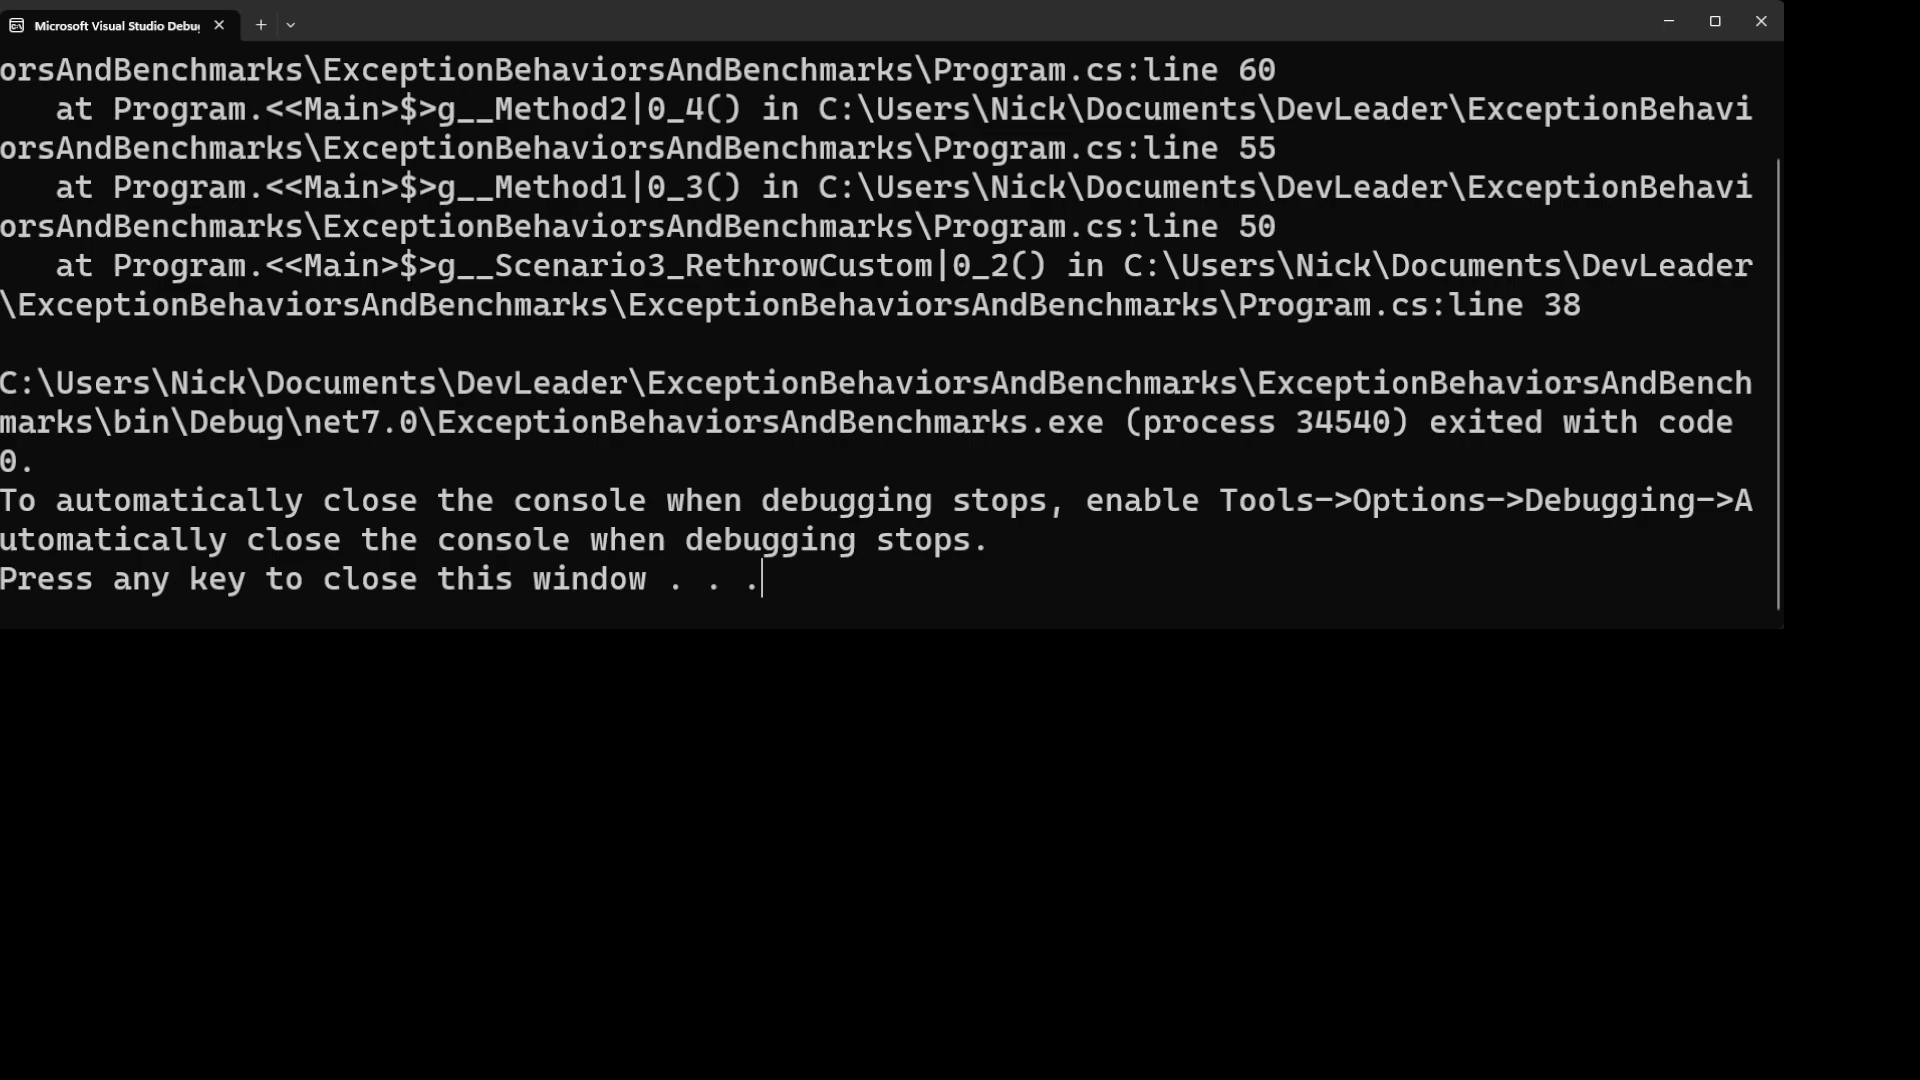 Microsoft Visual Studio Debug
orsAndBenchmarks\ExceptionBehaviorsAndBenchmarks\Program.cs:line 60
   at Program.<<Main>$>g__Method2|0_4() in C:\Users\Nick\Documents\DevLeader\ExceptionBehavi
orsAndBenchmarks\ExceptionBehaviorsAndBenchmarks\Program.cs:line 55
   at Program.<<Main>$>g__Method1|0_3() in C:\Users\Nick\Documents\DevLeader\ExceptionBehavi
orsAndBenchmarks\ExceptionBehaviorsAndBenchmarks\Program.cs:line 50
   at Program.<<Main>$>g__Scenario3_RethrowCustom|0_2() in C:\Users\Nick\Documents\DevLeader
\ExceptionBehaviorsAndBenchmarks\ExceptionBehaviorsAndBenchmarks\Program.cs:line 38
C:\Users\Nick\Documents\DevLeader\ExceptionBehaviorsAndBenchmarks\ExceptionBehaviorsAndBench
marks\bin\Debug\net7.0\ExceptionBehaviorsAndBenchmarks.exe (process 34540) exited with code
0.
To automatically close the console when debugging stops, enable Tools->Options->Debugging->A
utomatically close the console when debugging stops.
Press any key to close this window . . .